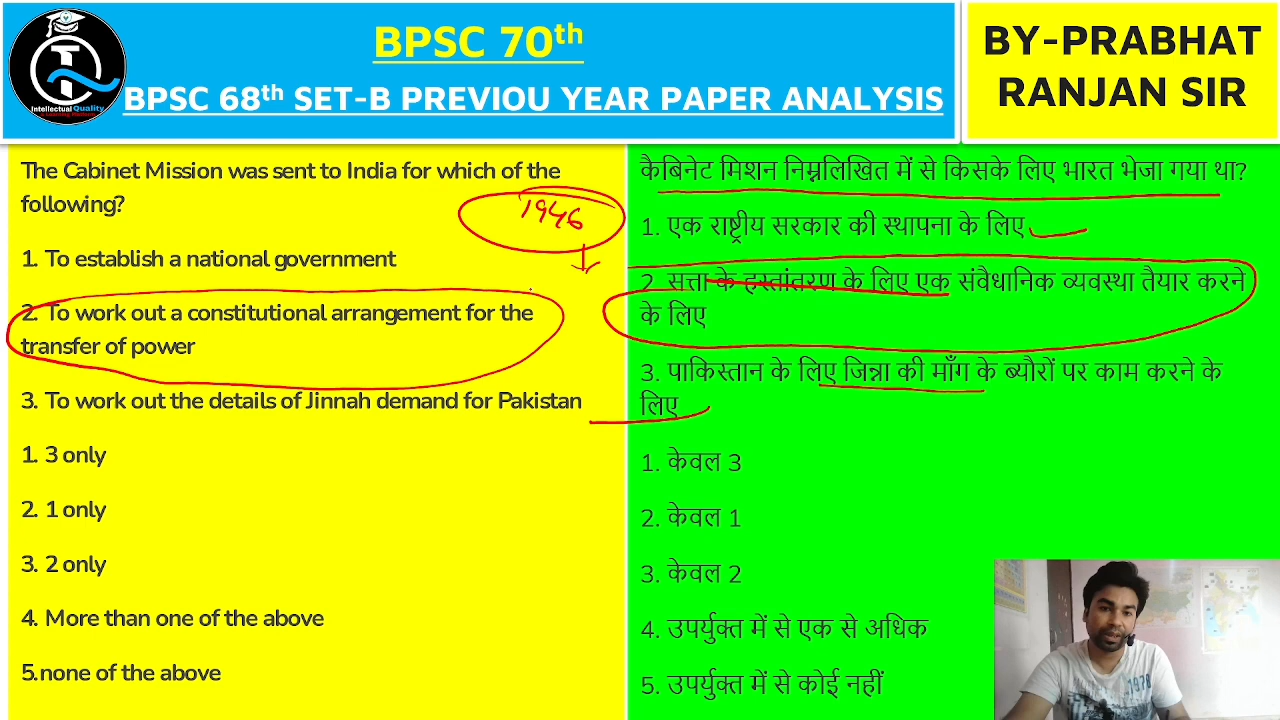 BPSC 70th
BPSC 68th SET-B PREVIOU YEAR PAPER ANALYSIS
Intellectual Quality
BY-PRABHAT
RANJAN SIR
The Cabinet Mission was sent to India for which of the
following?
1946
1. To establish a national government
2. To work out a constitutional arrangement for the
transfer of power
3. To work out the details of Jinnah demand for Pakistan
1. 3 only
2. 1 only
3. 2 only
4. More than one of the above
5.none of the above
कैबिनेट मिशन निम्नलिखित में से किसके लिए भारत भेजा गया था?
1. एक राष्ट्रीय सरकार की स्थापना के लिए
2. सत्ता के हस्तांतरण के लिए एक संवैधानिक व्यवस्था तैयार करने
के लिए
3. पाकिस्तान के लिए जिन्ना की माँग के ब्यौरों पर काम करने के
लिए
1. केवल 3
2. केवल 1
3. केवल 2
4. उपर्युक्त में से एक से अधिक
5. उपर्युक्त में से कोई नहीं